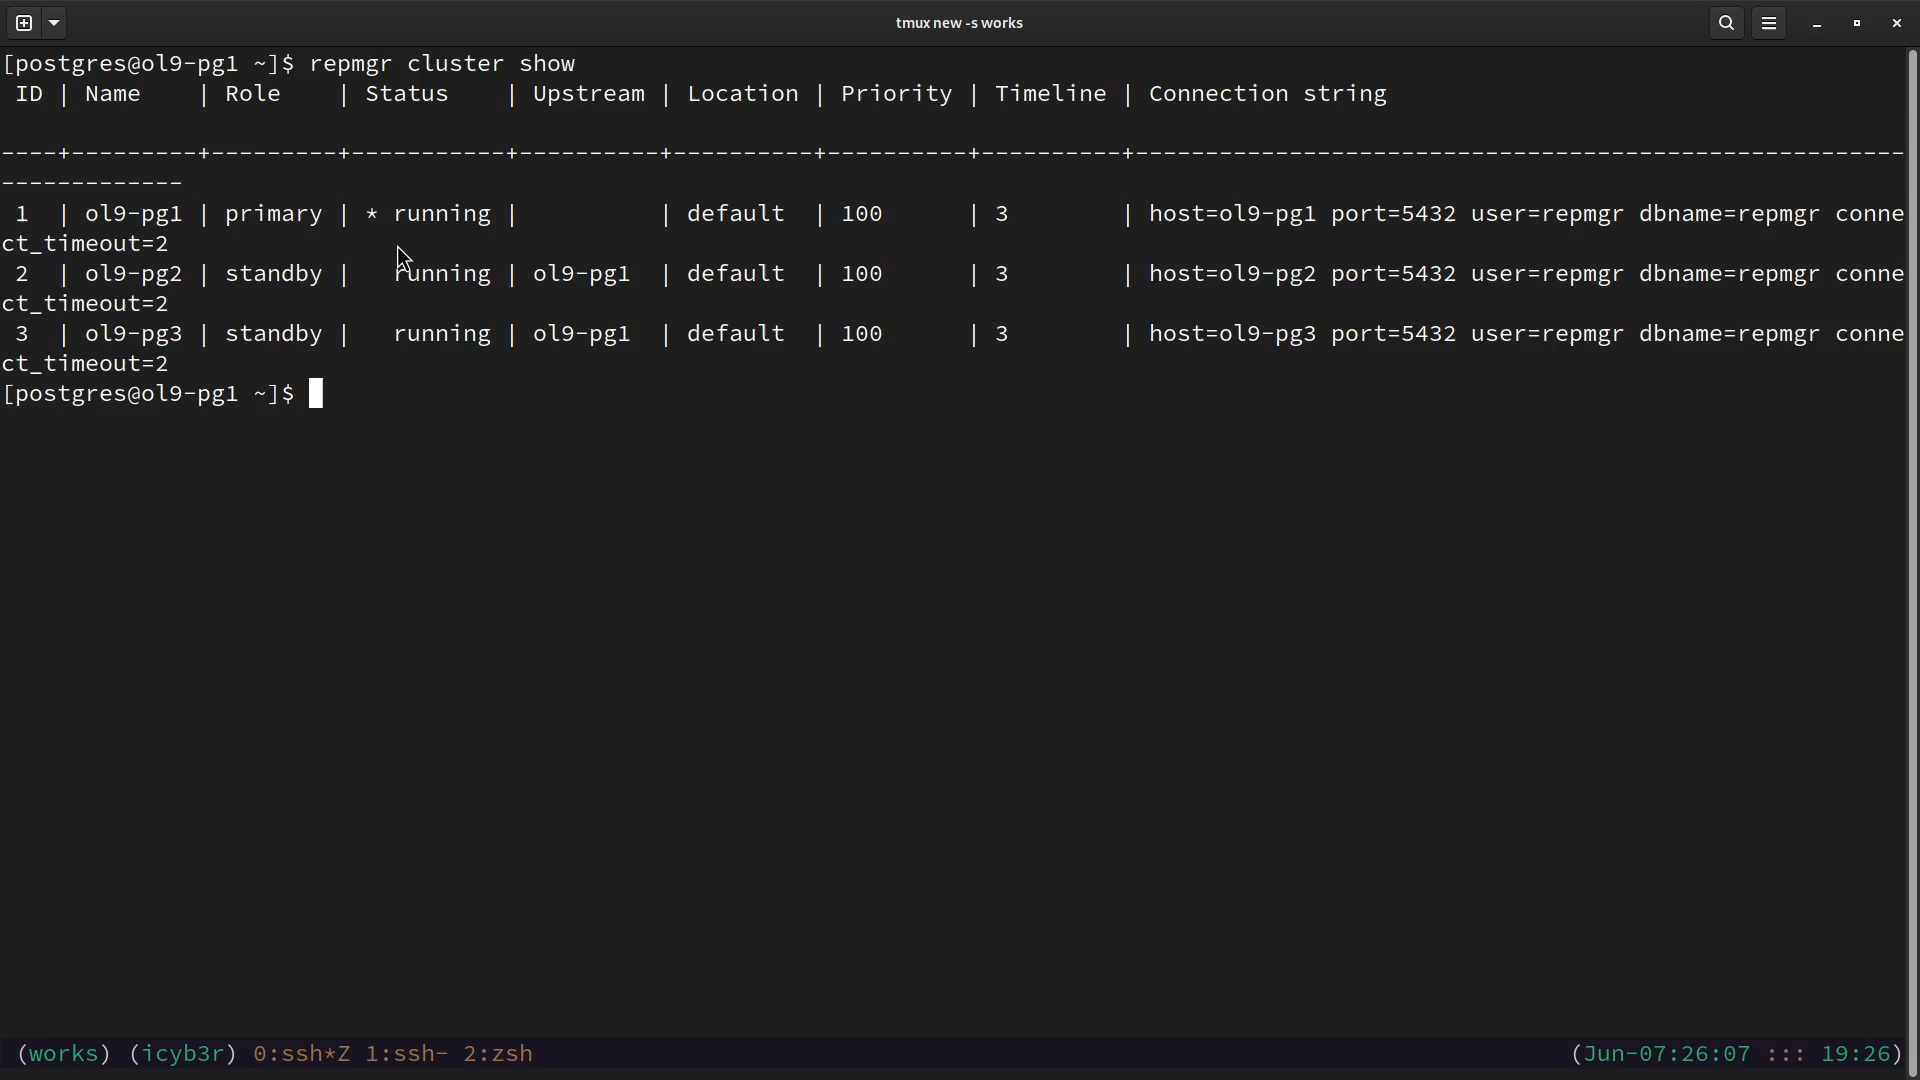 tmux new -s works
[postgres@ol9-pg1 ~]$ repmgr cluster show
 ID | Name    | Role    | Status    | Upstream | Location | Priority | Timeline | Connection string
----+---------+---------+-----------+----------+----------+----------+----------+-------------------------------------------------------
-------------
 1  | ol9-pg1 | primary | * running |          | default  | 100      | 3        | host=ol9-pg1 port=5432 user=repmgr dbname=repmgr conne
ct_timeout=2
 2  | ol9-pg2 | standby |   running | ol9-pg1  | default  | 100      | 3        | host=ol9-pg2 port=5432 user=repmgr dbname=repmgr conne
ct_timeout=2
 3  | ol9-pg3 | standby |   running | ol9-pg1  | default  | 100      | 3        | host=ol9-pg3 port=5432 user=repmgr dbname=repmgr conne
ct_timeout=2
[postgres@ol9-pg1 ~]$
(works) (icyb3r) 0:ssh*Z 1:ssh- 2:zsh (Jun-07:26:07 ::: 19:26)